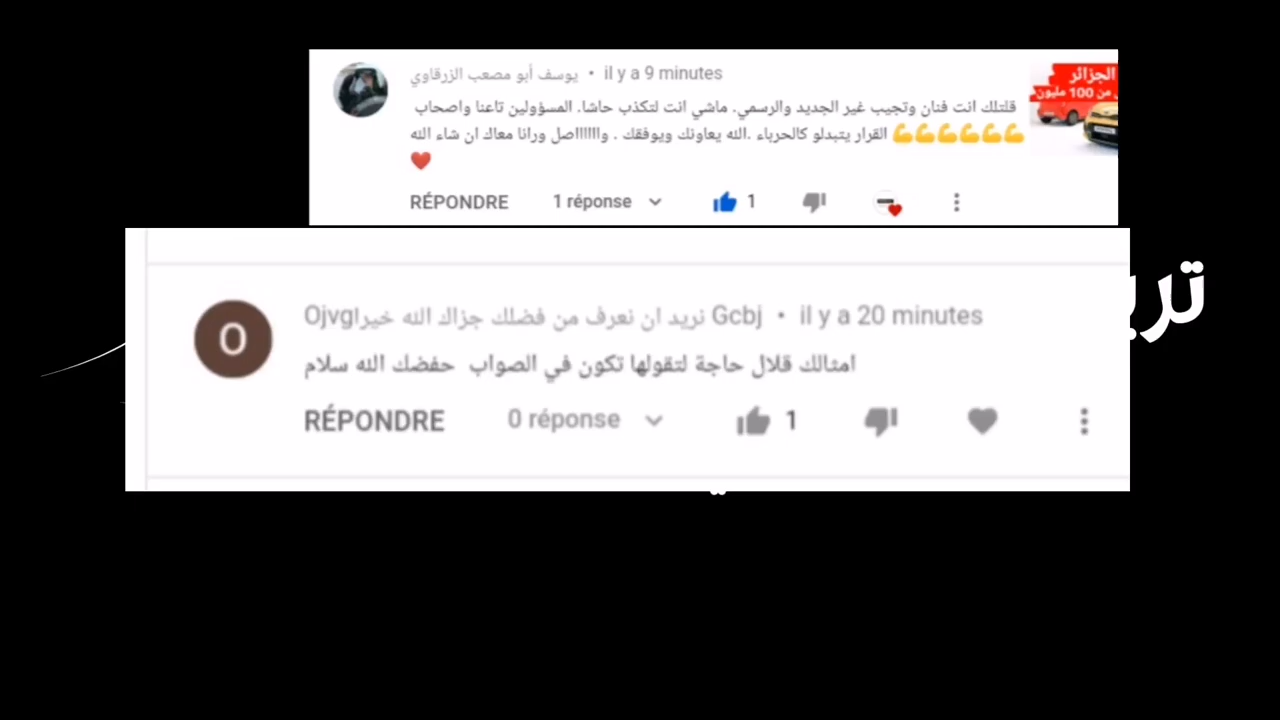 يوسف أبو مصعب الزرقاوي • il y a 9 minutes
قلتلك انت فنان وتجيب غير الجديد والرسمي. ماشي انت لتكذب حاشا. المسؤولين تاعنا واصحاب
القرار يتبدلو كالحرباء .الله يعاونك ويوفقك . واااااااصل ورانا معاك ان شاء الله 💪💪💪💪💪💪
❤️
RÉPONDRE 1 réponse 1
الجزائر
من 100 مليون
Ojvgنريد ان نعرف من فضلك جزاك الله خيرا Gcbj • il y a 20 minutes
امثالك قلال حاجة لتقولها تكون في الصواب حفضك الله سلام
RÉPONDRE 0 réponse 1